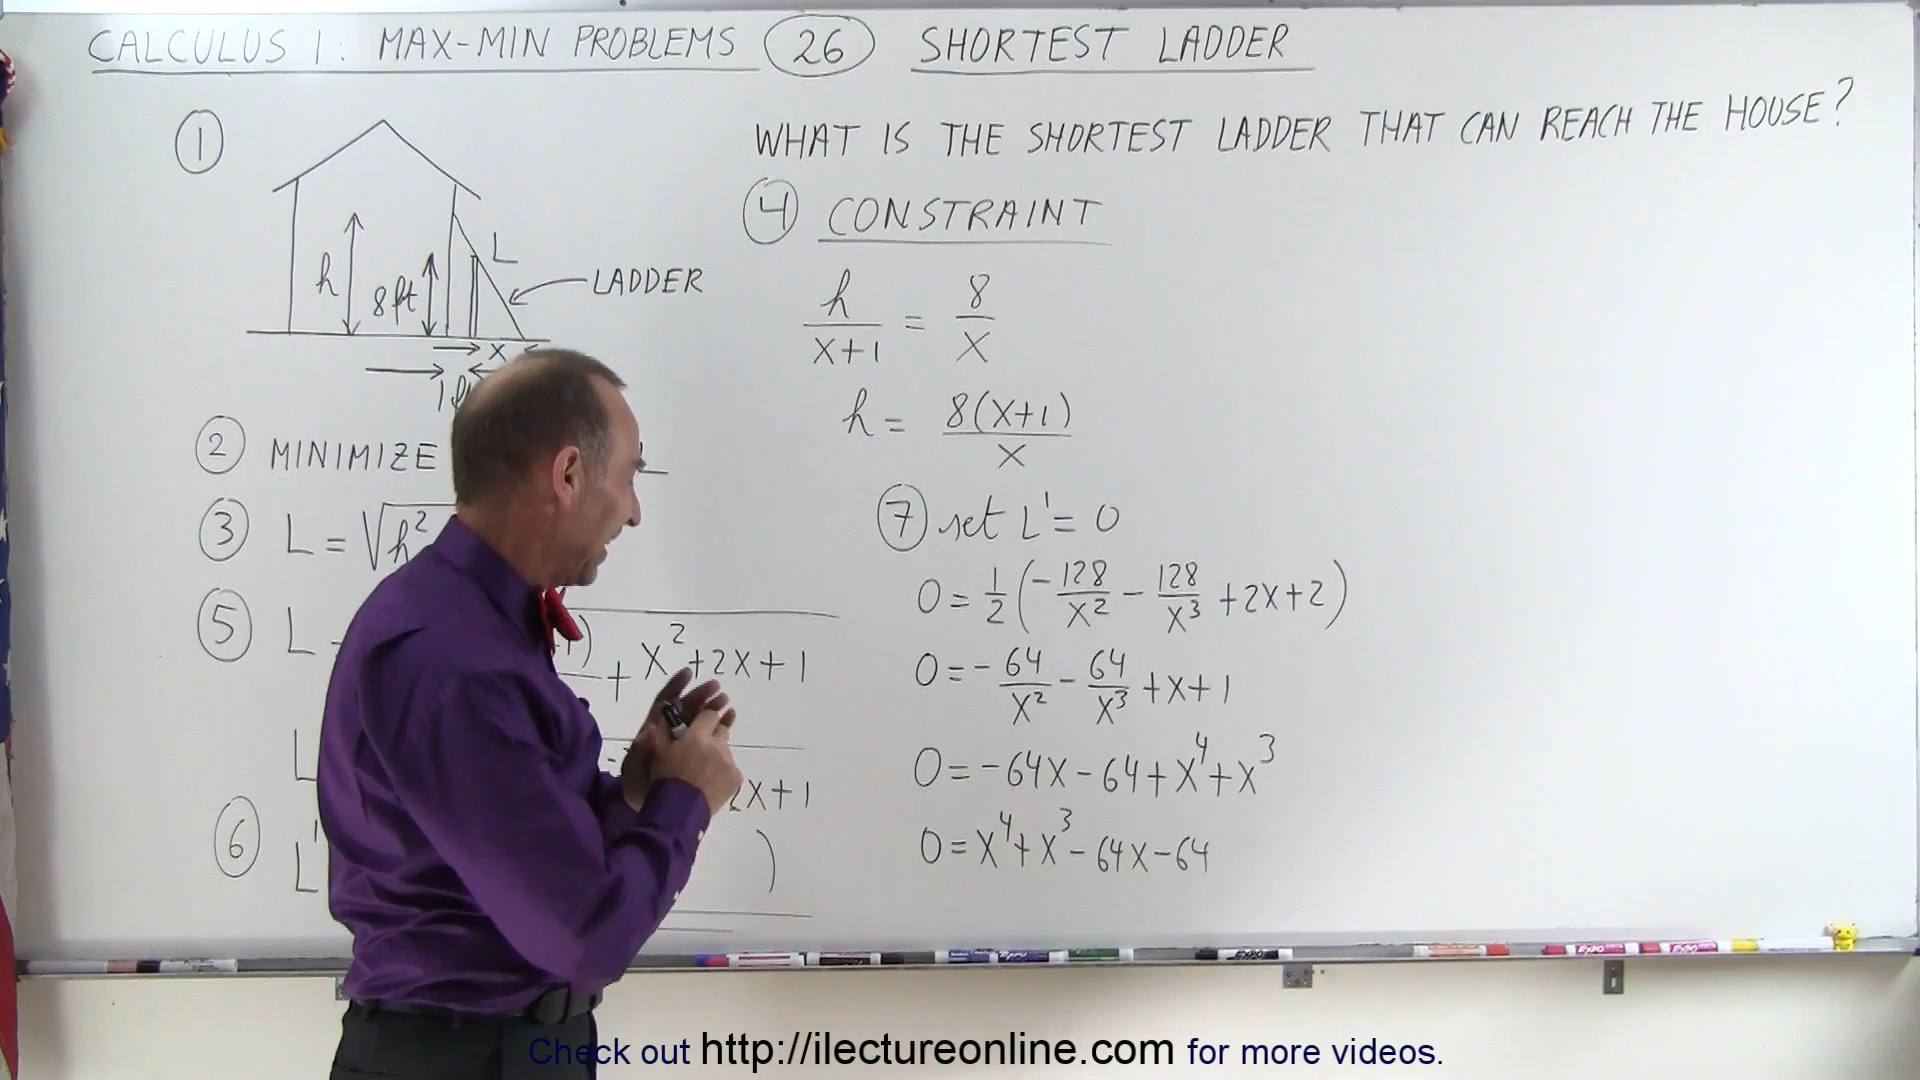 CALCULUS 1: MAX-MIN PROBLEMS 26 SHORTEST LADDER
WHAT IS THE SHORTEST LADDER THAT CAN REACH THE HOUSE?
①
h
8ft
L
LADDER
x
② MINIMIZE
③ L = √h²
⑤ L
+ x² + 2x + 1
L
2x + 1
⑥ L'
)
④ CONSTRAINT
h/(x+1) = 8/x
h = 8(x+1)/x
⑦ set L' = 0
0 = 1/2 (-128/x² - 128/x³ + 2x + 2)
0 = -64/x² - 64/x³ + x + 1
0 = -64x - 64 + x⁴ + x³
0 = x⁴ + x³ - 64x - 64
EXPO
Check out http://ilectureonline.com for more videos.